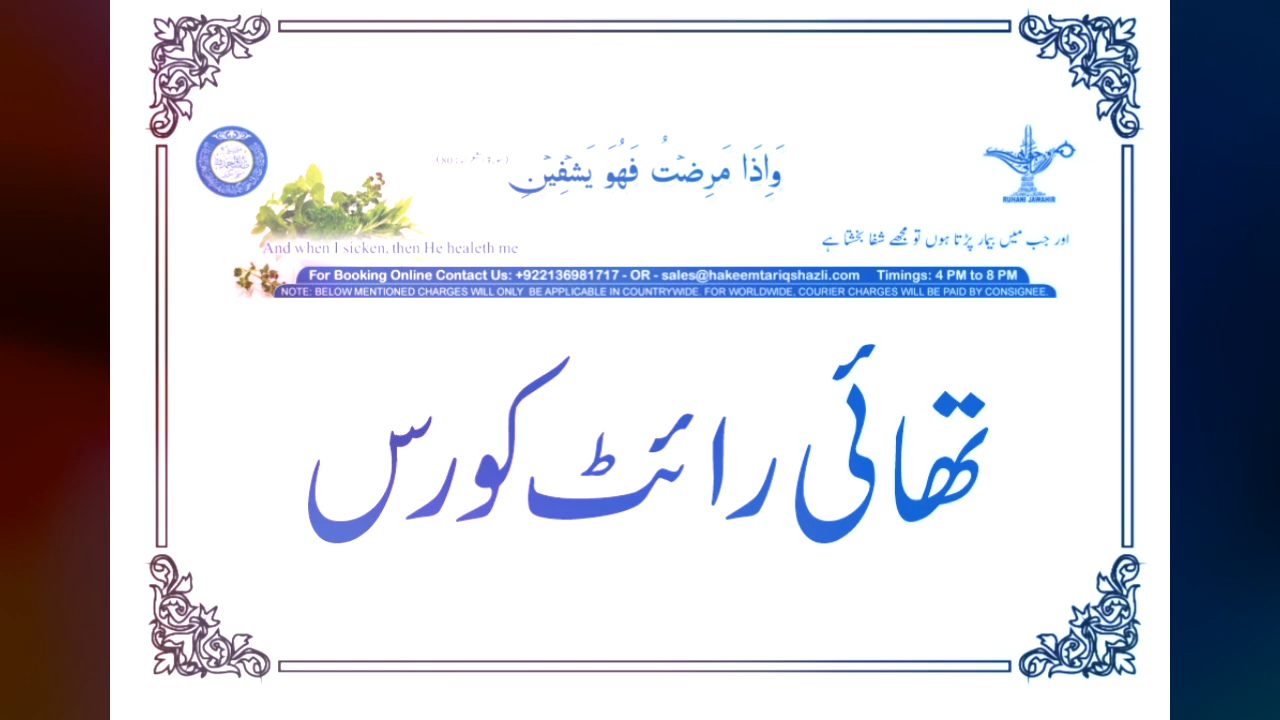 وَاِذَا مَرِضۡتُ فَهُوَ يَشۡفِيۡنِ
RUHANI JAWAHIR
اور جب میں بیمار پڑتا ہوں تو مجھے شفا بخشتا ہے
And when I sicken, then He healeth me
For Booking Online Contact Us: +922136981717 - OR - sales@hakeemtariqshazli.com Timings: 4 PM to 8 PM
NOTE: BELOW MENTIONED CHARGES WILL ONLY BE APPLICABLE IN COUNTRYWIDE. FOR WORLDWIDE, COURIER CHARGES WILL BE PAID BY CONSIGNEE.
تھائی رائٹ کورس